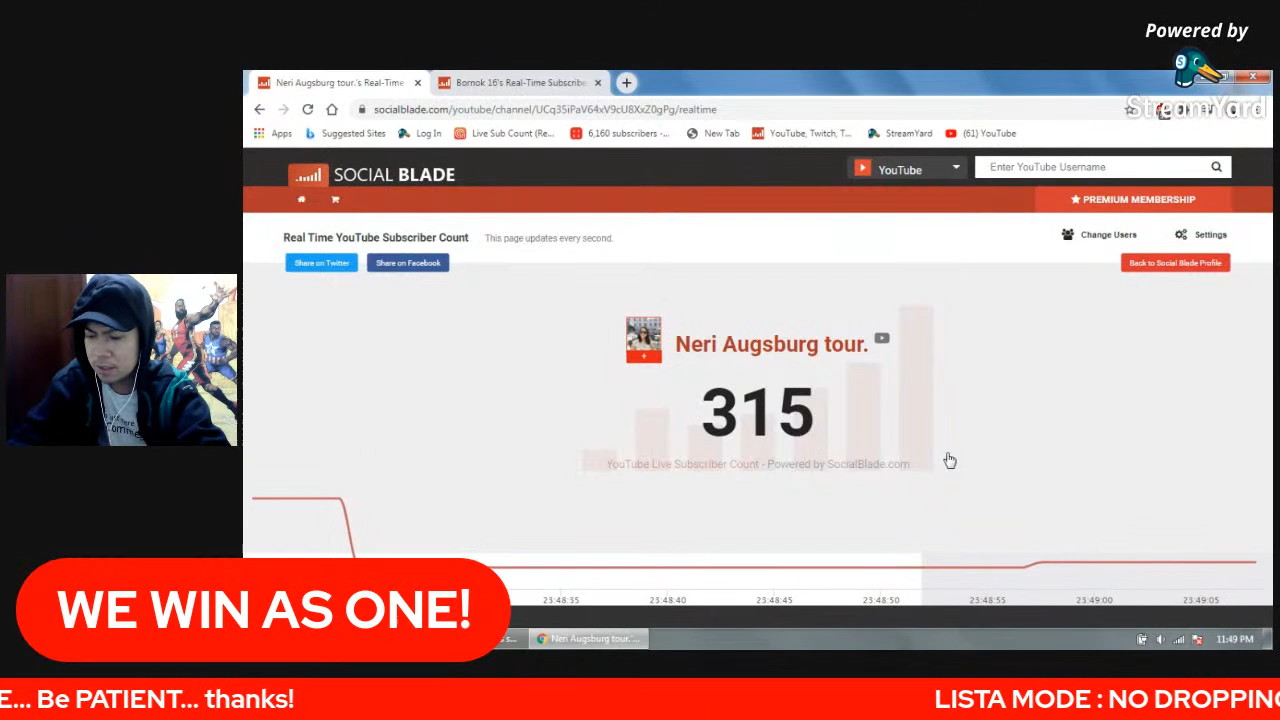 Powered by
StreamYard
Neri Augsburg tour.'s Real-Time
Bornok 16's Real-Time Subscribe
socialblade.com/youtube/channel/UCq35iPaV64xV9cU8XxZ0gPg/realtime
Apps
Suggested Sites
Log In
Live Sub Count (Re...
6,160 subscribers -...
New Tab
YouTube, Twitch, T...
StreamYard
(61) YouTube
SOCIAL BLADE
YouTube
Enter YouTube Username
PREMIUM MEMBERSHIP
Real Time YouTube Subscriber Count
This page updates every second.
Change Users
Settings
Share on Twitter
Share on Facebook
Back to Social Blade Profile
Neri Augsburg tour.
315
YouTube Live Subscriber Count - Powered by SocialBlade.com
23:48:35
23:48:40
23:48:45
23:48:50
23:48:55
23:49:00
23:49:05
WE WIN AS ONE!
Neri Augsburg tour.'...
11:49 PM
E... Be PATIENT... thanks!
LISTA MODE : NO DROPPING